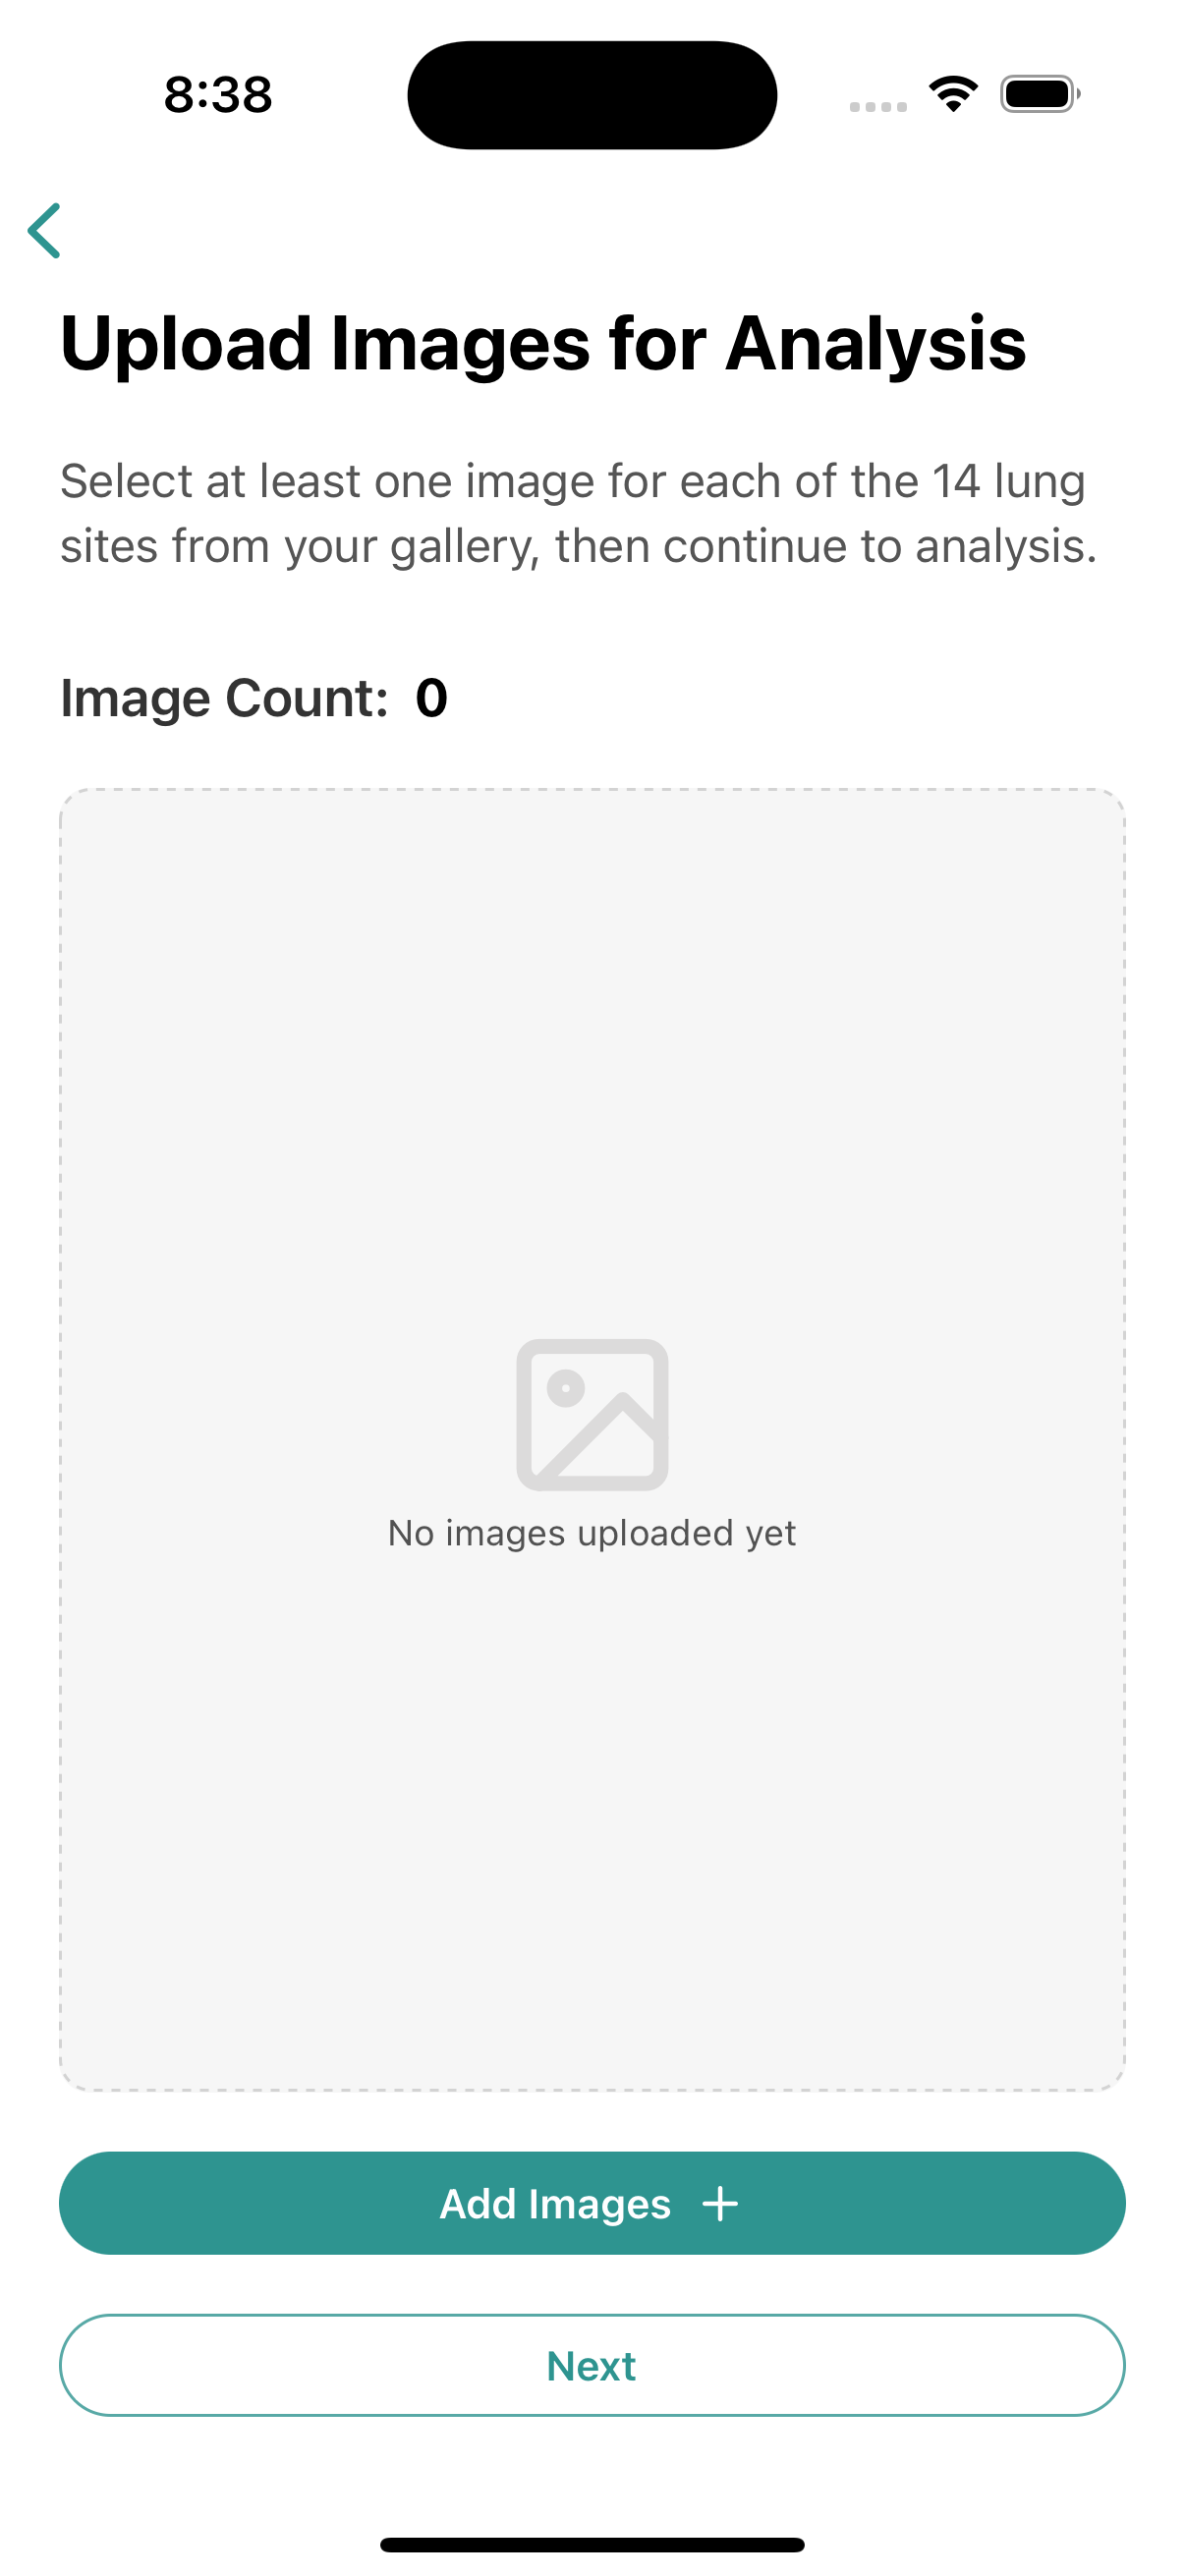 8:38
Upload Images for Analysis
Select at least one image for each of the 14 lung
sites from your gallery, then continue to analysis.
Image Count: 0
No images uploaded yet
Add Images +
Next